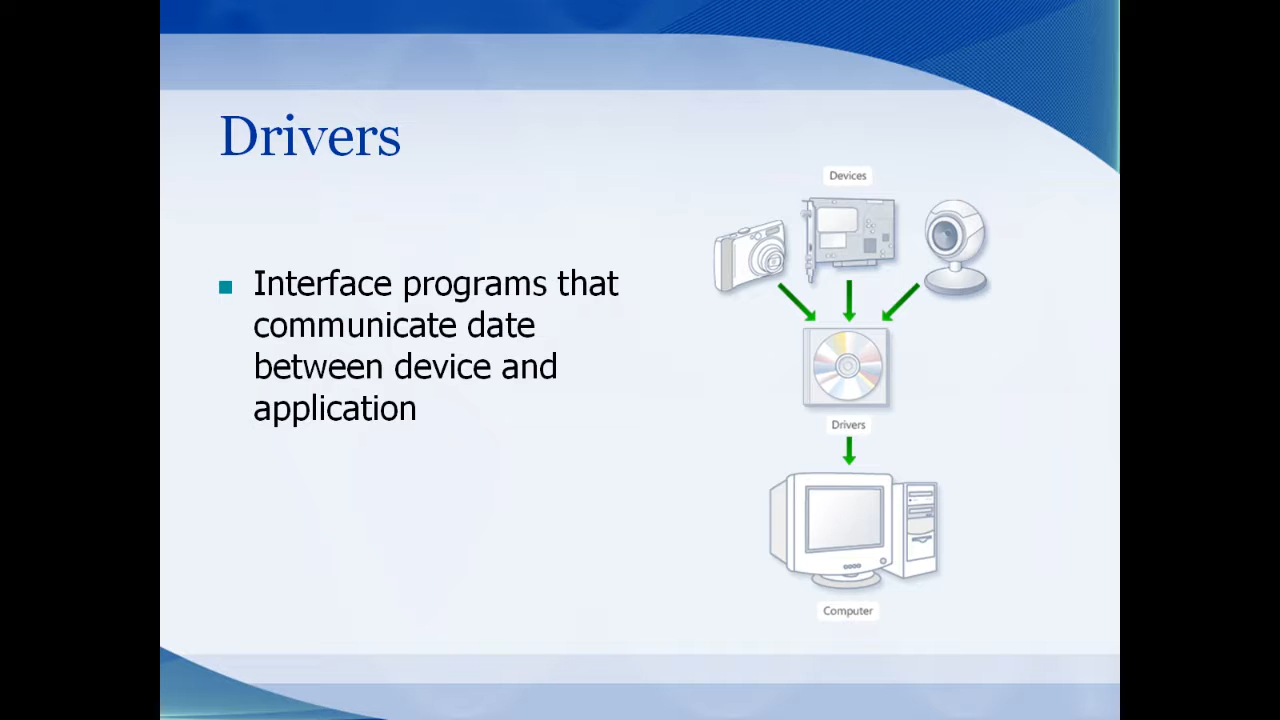 Drivers
Interface programs that
communicate date
between device and
application
Devices
Drivers
Computer